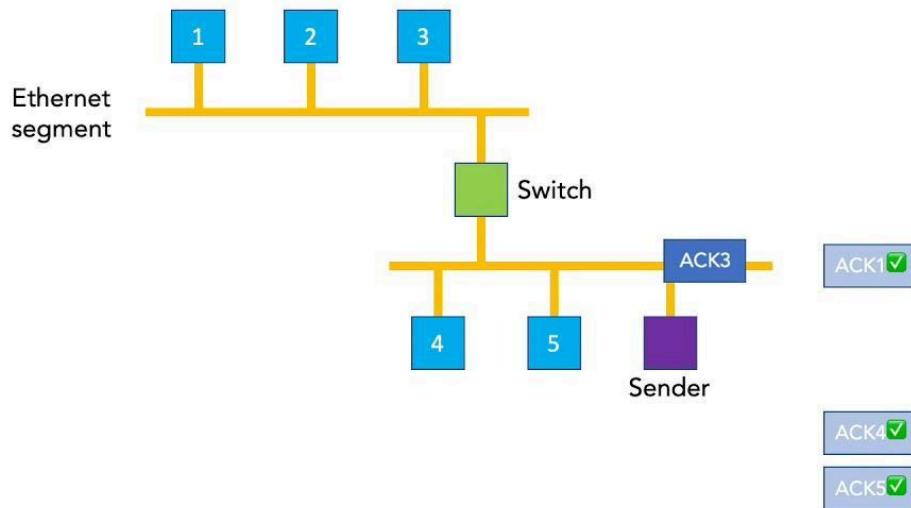 1
2
3
Ethernet
segment
Switch
ACK3
ACK1✅
4
5
Sender
ACK4✅
ACK5✅